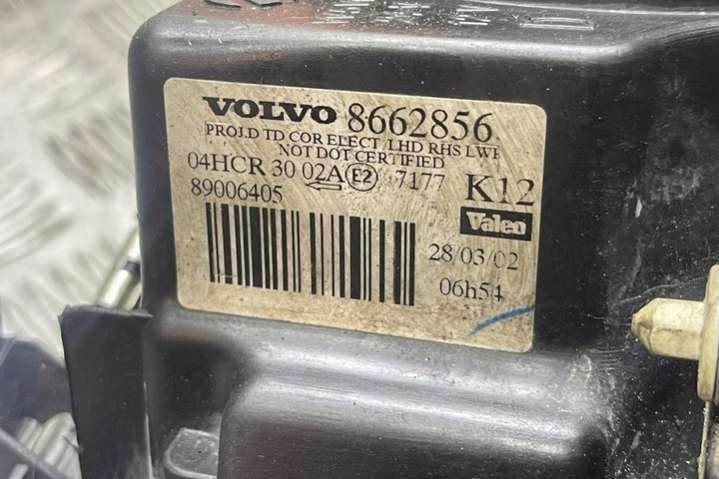 VOLVO 8662856
PROJ.D TD COR ELECT LHD RHS LWR
NOT DOT CERTIFIED
04HCR 30 02A E2 7177 K12
89006405
Valeo
28/03/02
06h54